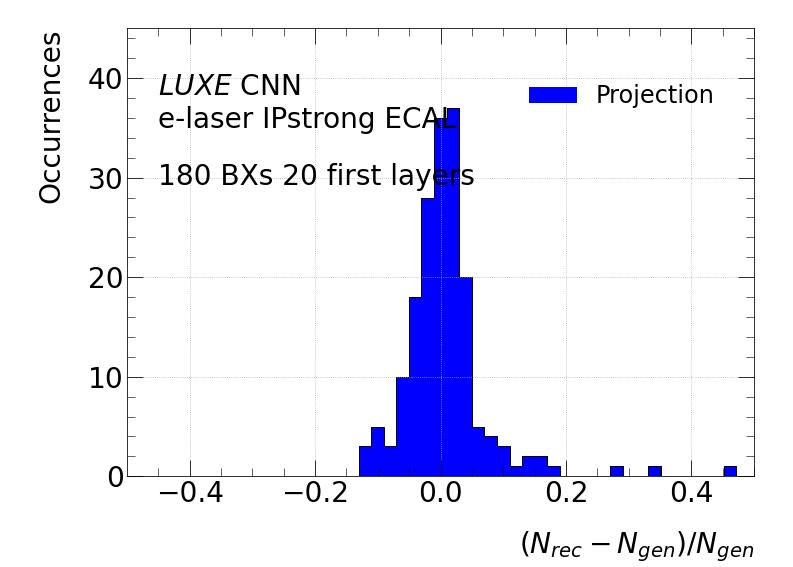 Occurrences
LUXE CNN
e-laser IPstrong ECAL
180 BXs 20 first layers
Projection
40
30
20
10
0
−0.4 −0.2 0.0 0.2 0.4
(N_rec − N_gen)/N_gen